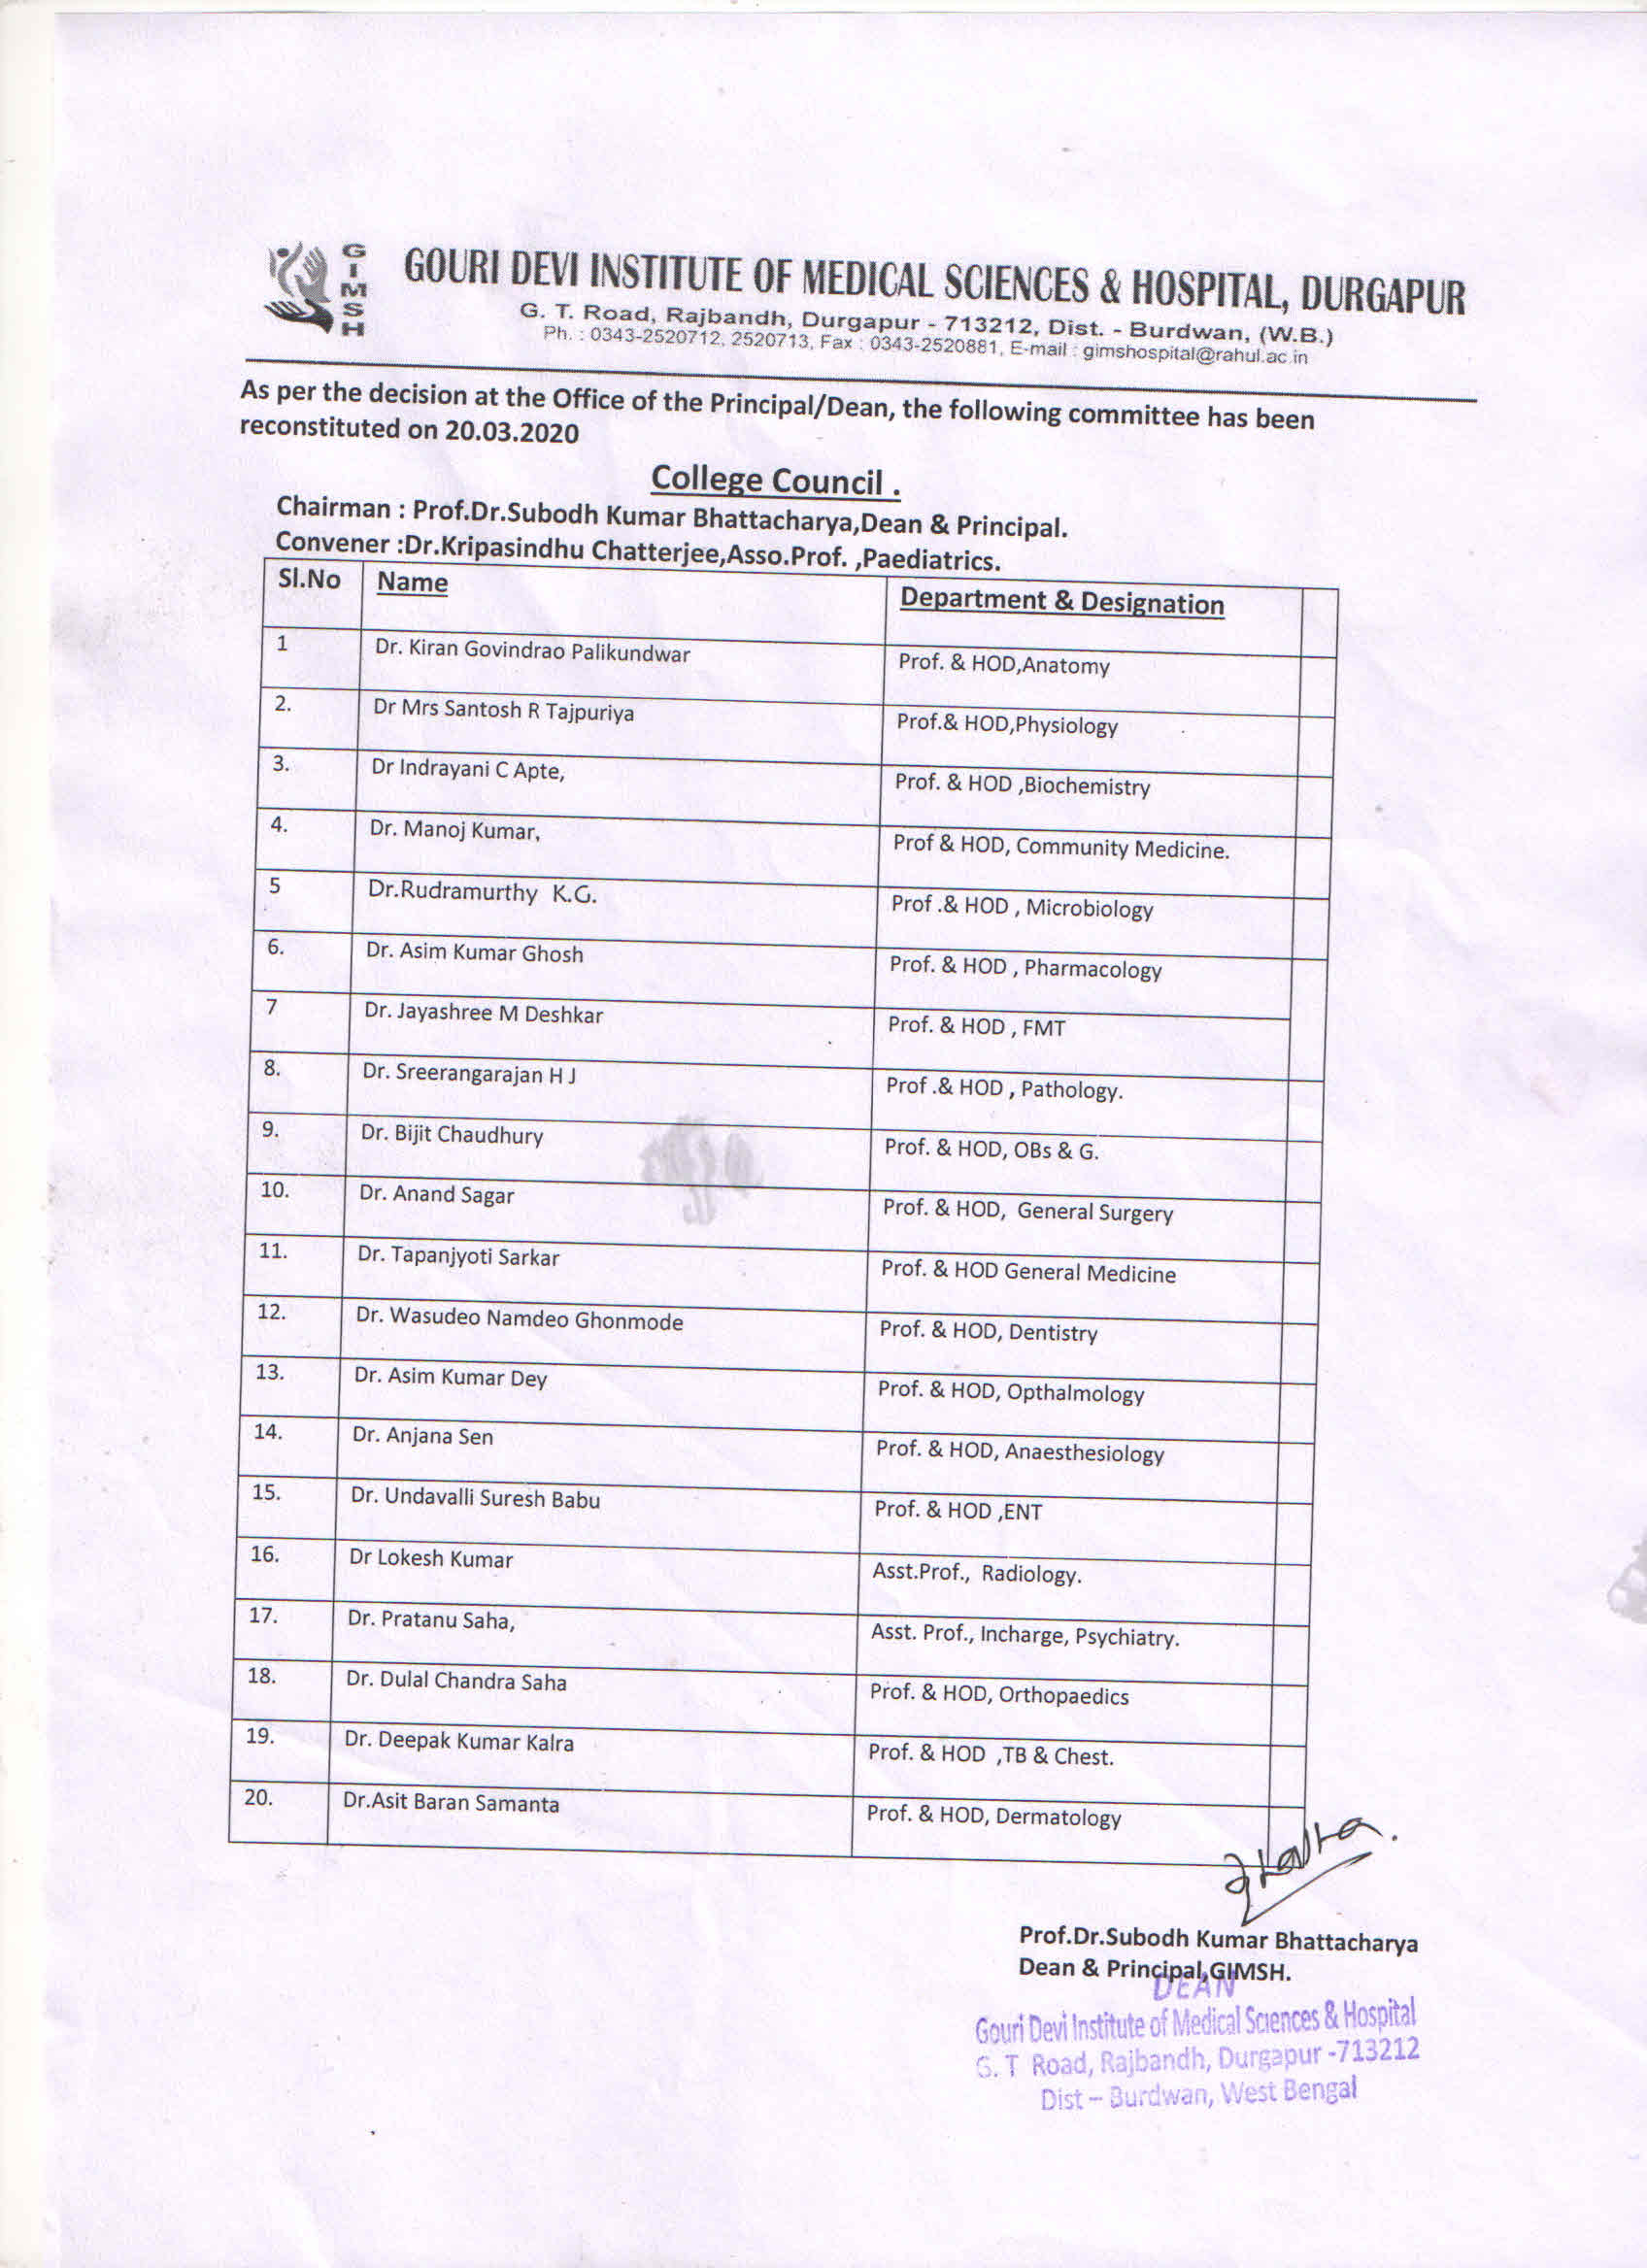 GIMSH
GOURI DEVI INSTITUTE OF MEDICAL SCIENCES & HOSPITAL, DURGAPUR
G. T. Road, Rajbandh, Durgapur - 713212, Dist. - Burdwan, (W.B.)
Ph. : 0343-2520712, 2520713, Fax : 0343-2520881, E-mail : gimshospital@rahul.ac.in
As per the decision at the Office of the Principal/Dean, the following committee has been
reconstituted on 20.03.2020
College Council .
Chairman : Prof.Dr.Subodh Kumar Bhattacharya,Dean & Principal.
Convener :Dr.Kripasindhu Chatterjee,Asso.Prof. ,Paediatrics.
Sl.No Name Department & Designation
1 Dr. Kiran Govindrao Palikundwar Prof. & HOD,Anatomy
2. Dr Mrs Santosh R Tajpuriya Prof.& HOD,Physiology
3. Dr Indrayani C Apte, Prof. & HOD ,Biochemistry
4. Dr. Manoj Kumar, Prof & HOD, Community Medicine.
5 Dr.Rudramurthy K.G. Prof .& HOD , Microbiology
6. Dr. Asim Kumar Ghosh Prof. & HOD , Pharmacology
7 Dr. Jayashree M Deshkar Prof. & HOD , FMT
8. Dr. Sreerangarajan H J Prof .& HOD , Pathology.
9. Dr. Bijit Chaudhury Prof. & HOD, OBs & G.
10. Dr. Anand Sagar Prof. & HOD, General Surgery
11. Dr. Tapanjyoti Sarkar Prof. & HOD General Medicine
12. Dr. Wasudeo Namdeo Ghonmode Prof. & HOD, Dentistry
13. Dr. Asim Kumar Dey Prof. & HOD, Opthalmology
14. Dr. Anjana Sen Prof. & HOD, Anaesthesiology
15. Dr. Undavalli Suresh Babu Prof. & HOD ,ENT
16. Dr Lokesh Kumar Asst.Prof., Radiology.
17. Dr. Pratanu Saha, Asst. Prof., Incharge, Psychiatry.
18. Dr. Dulal Chandra Saha Prof. & HOD, Orthopaedics
19. Dr. Deepak Kumar Kalra Prof. & HOD ,TB & Chest.
20. Dr.Asit Baran Samanta Prof. & HOD, Dermatology
Prof.Dr.Subodh Kumar Bhattacharya
Dean & Principal,GIMSH.
DEAN
Gouri Devi Institute of Medical Sciences & Hospital
G. T Road, Rajbandh, Durgapur -713212
Dist – Burdwan, West Bengal